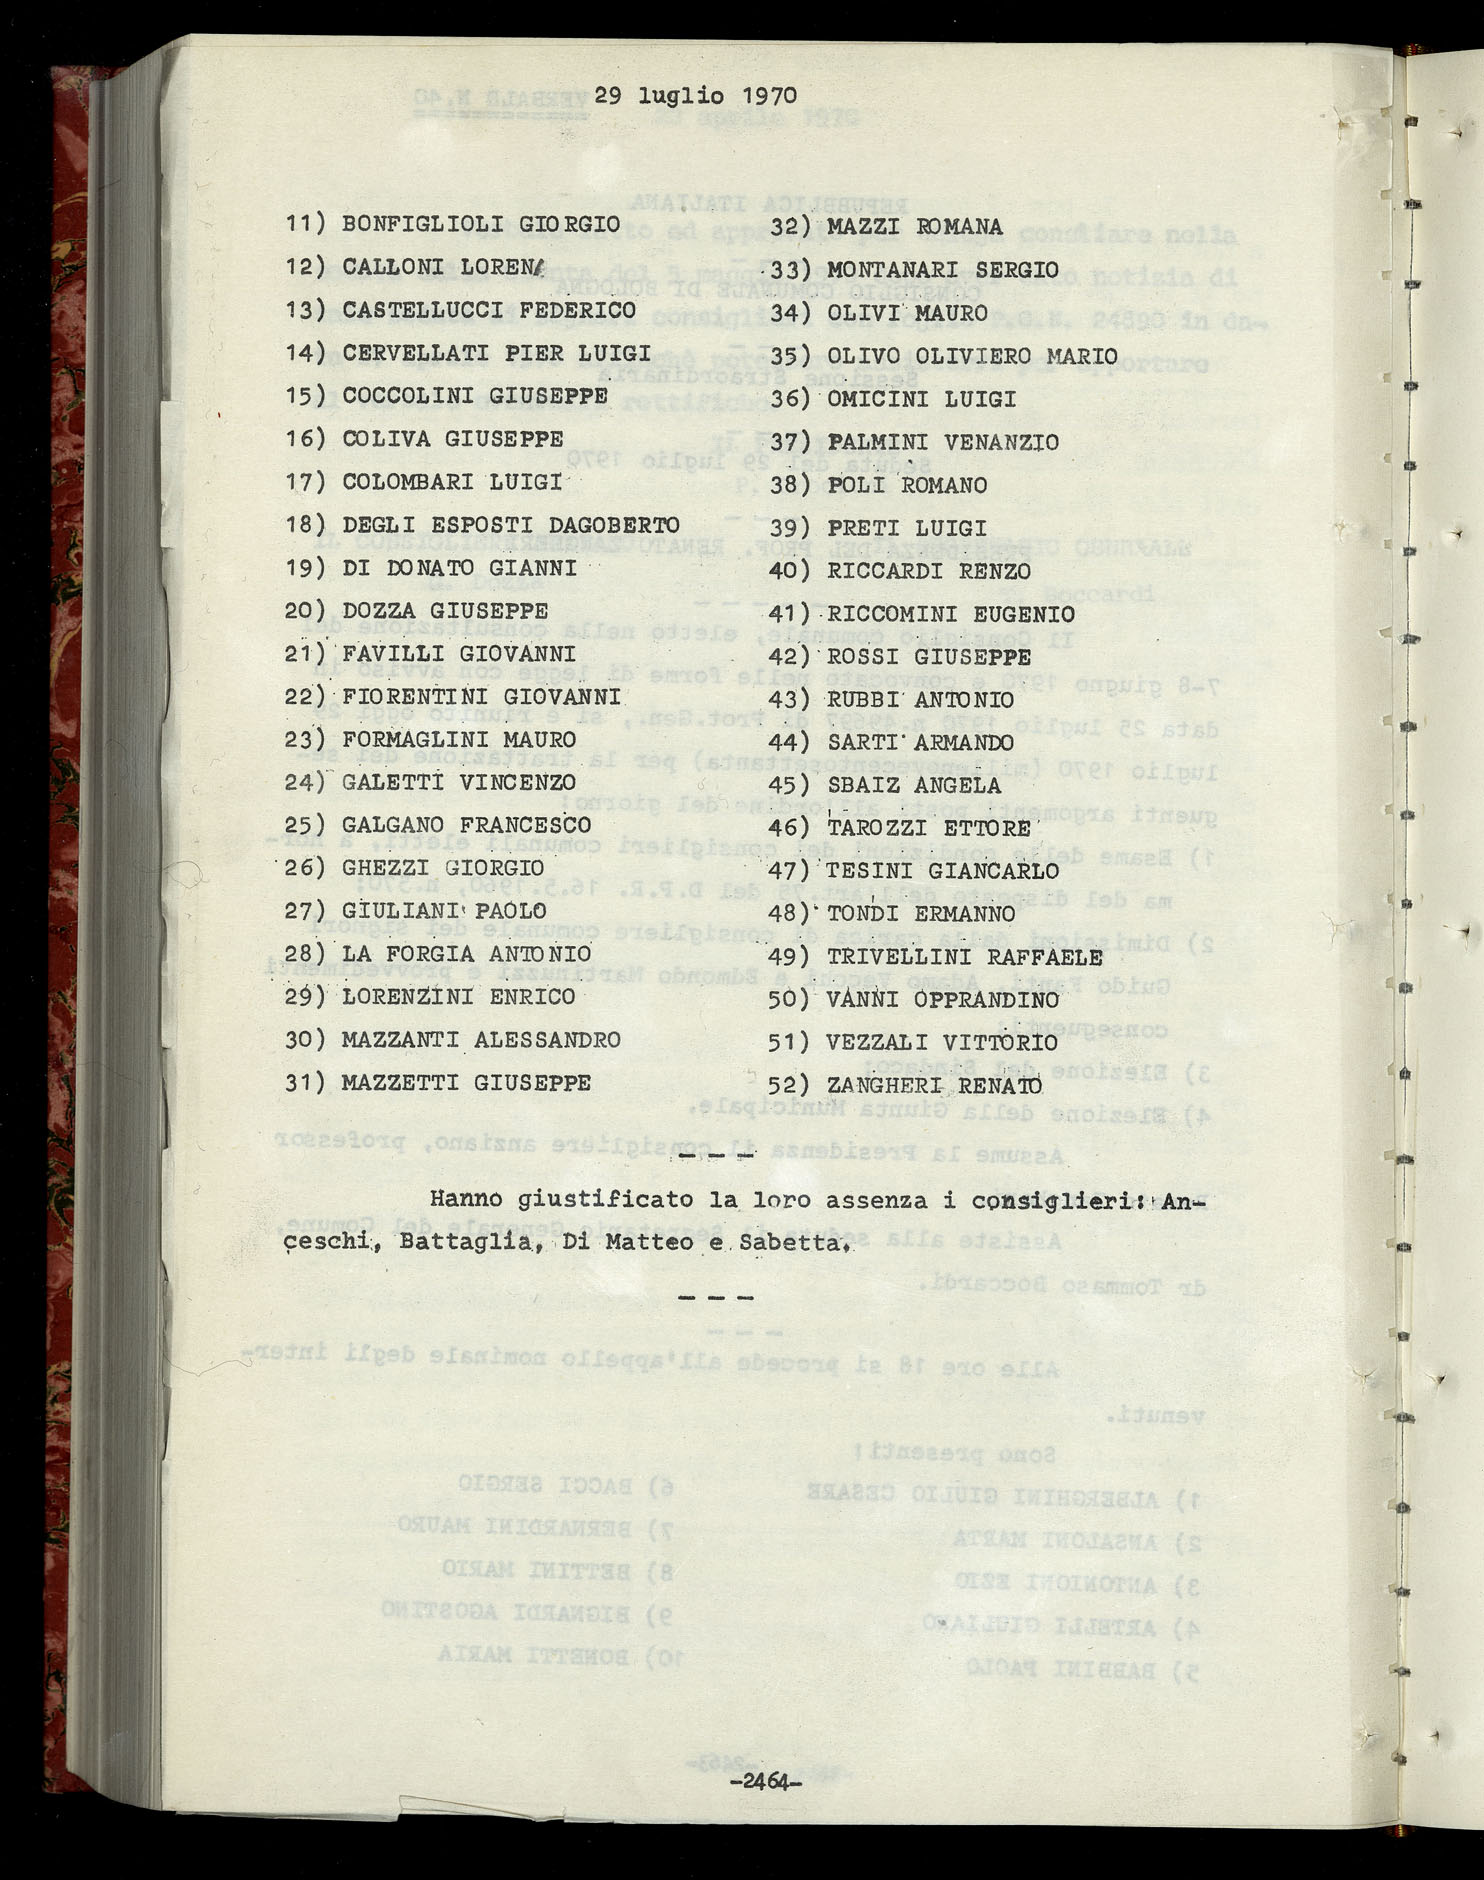 29 luglio 1970
11) BONFIGLIOLI GIORGIO
12) CALLONI LORENA
13) CASTELLUCCI FEDERICO
14) CERVELLATI PIER LUIGI
15) COCCOLINI GIUSEPPE
16) COLIVA GIUSEPPE
17) COLOMBARI LUIGI
18) DEGLI ESPOSTI DAGOBERTO
19) DI DONATO GIANNI
20) DOZZA GIUSEPPE
21) FAVILLI GIOVANNI
22) FIORENTINI GIOVANNI
23) FORMAGLINI MAURO
24) GALETTI VINCENZO
25) GALGANO FRANCESCO
26) GHEZZI GIORGIO
27) GIULIANI PAOLO
28) LA FORGIA ANTONIO
29) LORENZINI ENRICO
30) MAZZANTI ALESSANDRO
31) MAZZETTI GIUSEPPE
32) MAZZI ROMANA
33) MONTANARI SERGIO
34) OLIVI MAURO
35) OLIVO OLIVIERO MARIO
36) OMICINI LUIGI
37) PALMINI VENANZIO
38) POLI ROMANO
39) PRETI LUIGI
40) RICCARDI RENZO
41) RICCOMINI EUGENIO
42) ROSSI GIUSEPPE
43) RUBBI ANTONIO
44) SARTI ARMANDO
45) SBAIZ ANGELA
46) TAROZZI ETTORE
47) TESINI GIANCARLO
48) TONDI ERMANNO
49) TRIVELLINI RAFFAELE
50) VANNI OPPRANDINO
51) VEZZALI VITTORIO
52) ZANGHERI RENATO
- - -
Hanno giustificato la loro assenza i consiglieri: An-
ceschi, Battaglia, Di Matteo e Sabetta.
- - -
-2464-